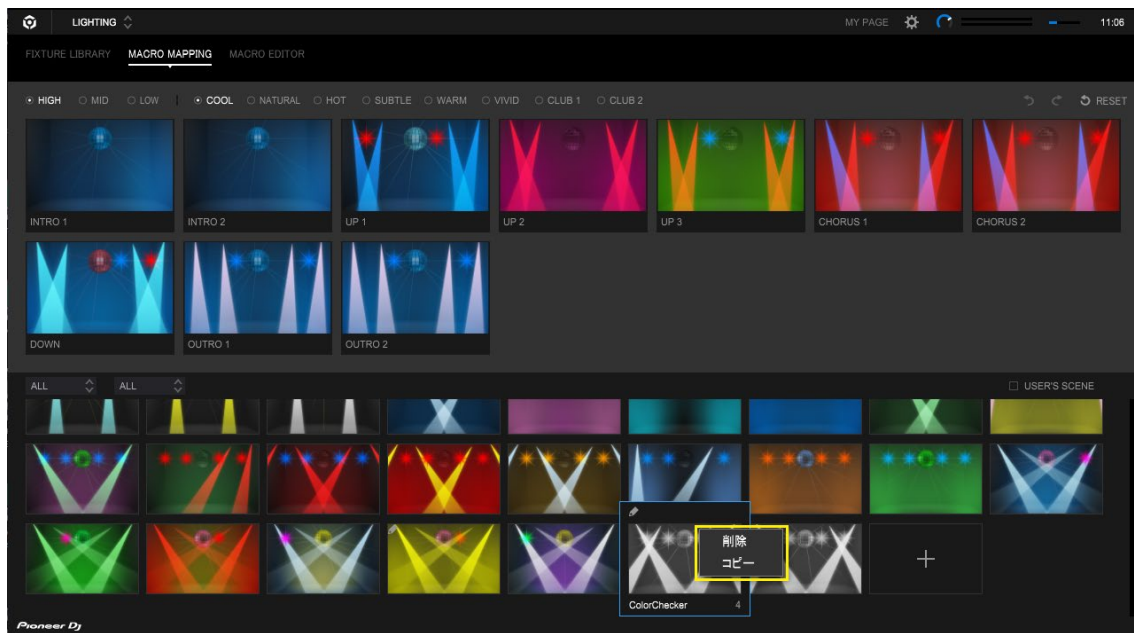 LIGHTING
MY PAGE
11:06
FIXTURE LIBRARY
MACRO MAPPING
MACRO EDITOR
HIGH
MID
LOW
COOL
NATURAL
HOT
SUBTLE
WARM
VIVID
CLUB 1
CLUB 2
RESET
INTRO 1
INTRO 2
UP 1
UP 2
UP 3
CHORUS 1
CHORUS 2
DOWN
OUTRO 1
OUTRO 2
ALL
ALL
USER'S SCENE
削除
コピー
ColorChecker
4
Pioneer Dj